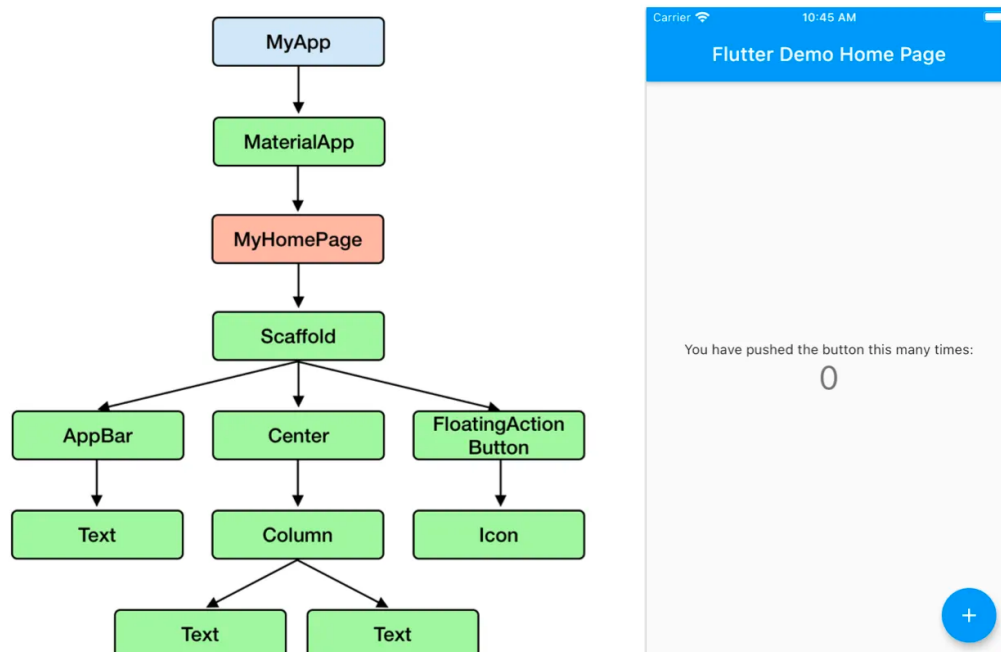 MyApp
MaterialApp
MyHomePage
Scaffold
AppBar
Center
FloatingAction
Button
Text
Column
Icon
Text
Text
Carrier
10:45 AM
Flutter Demo Home Page
You have pushed the button this many times:
0
+